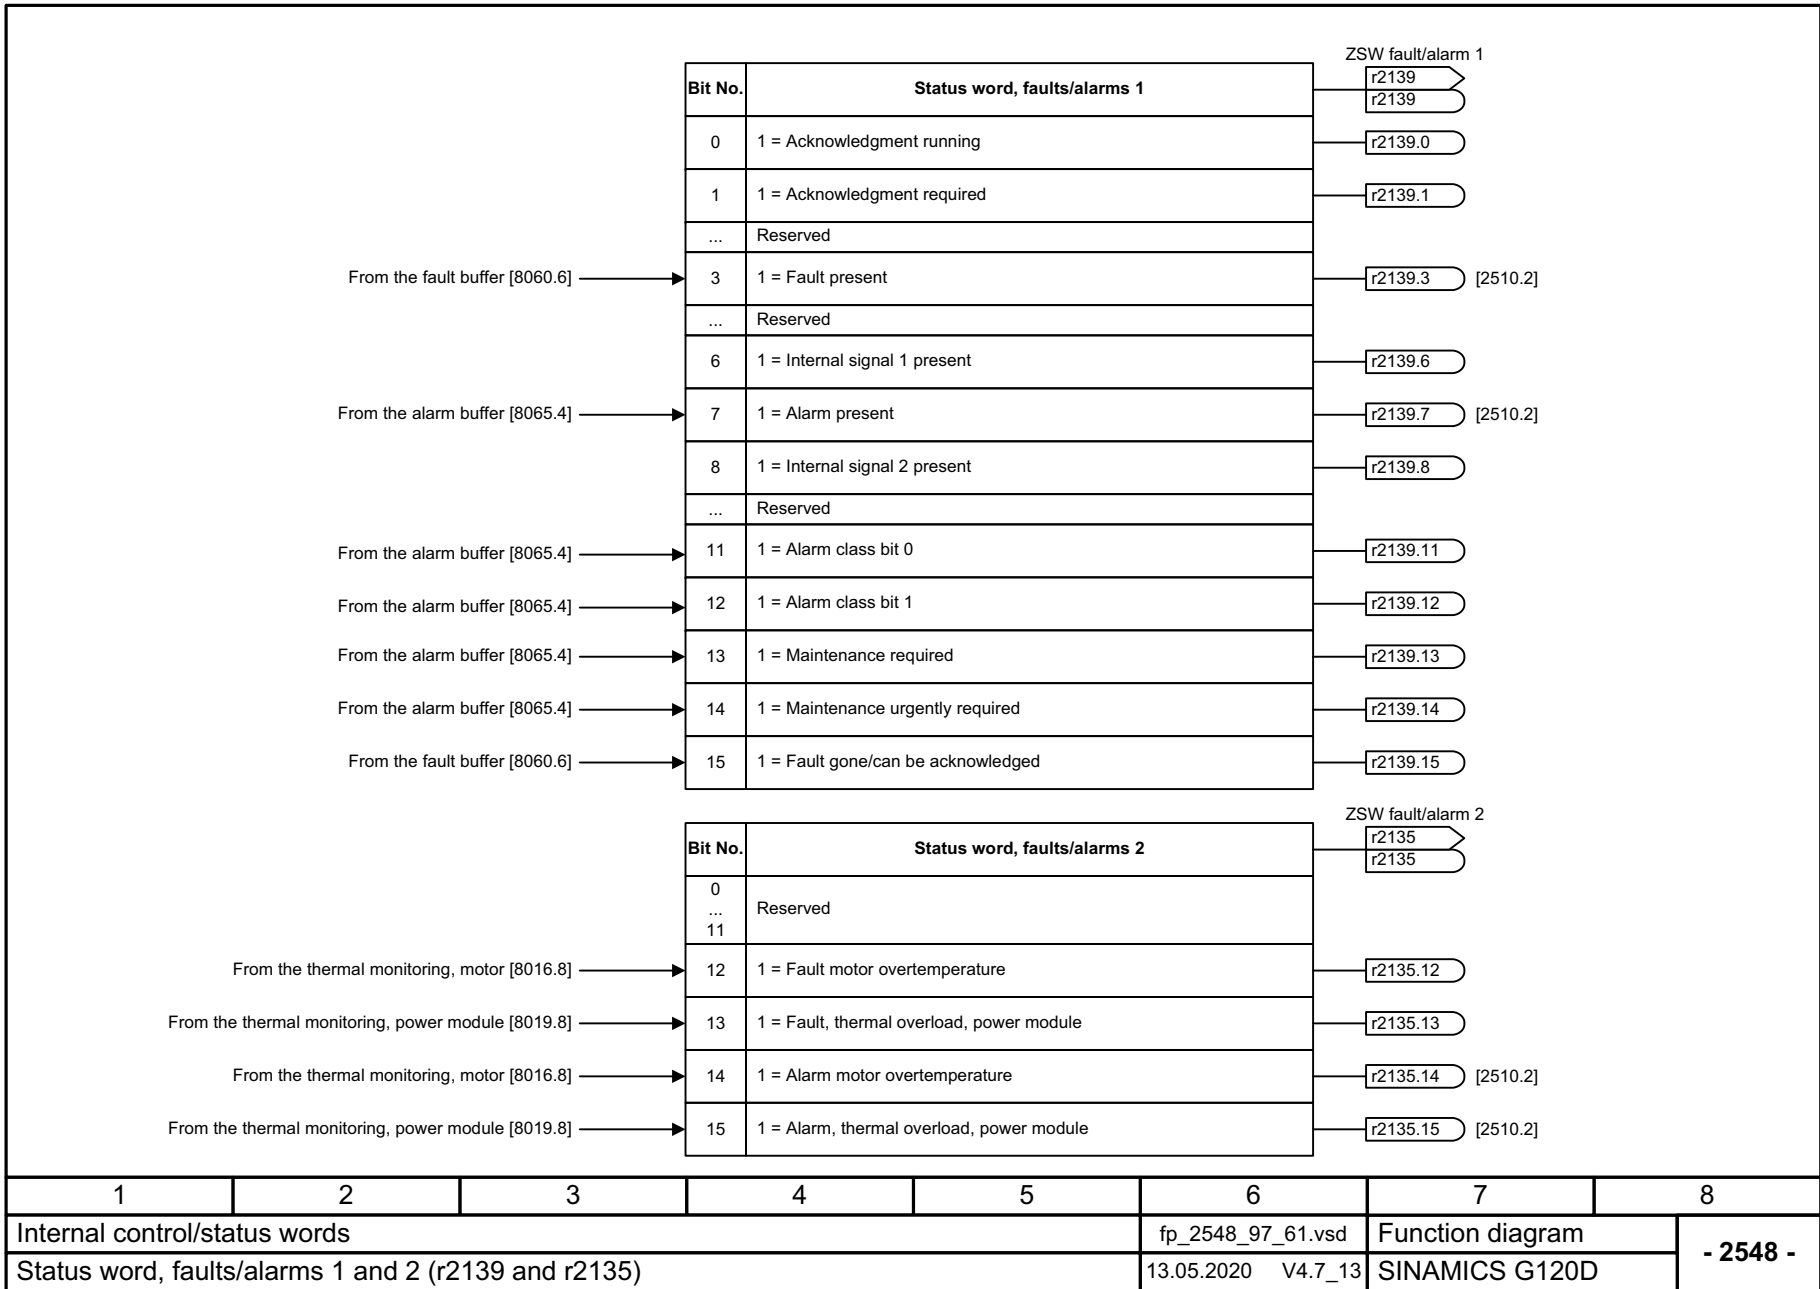 ZSW fault/alarm 1
Bit No. Status word, faults/alarms 1 r2139
r2139
0 1 = Acknowledgment running r2139.0
1 1 = Acknowledgment required r2139.1
... Reserved
From the fault buffer [8060.6] 3 1 = Fault present r2139.3 [2510.2]
... Reserved
6 1 = Internal signal 1 present r2139.6
From the alarm buffer [8065.4] 7 1 = Alarm present r2139.7 [2510.2]
8 1 = Internal signal 2 present r2139.8
... Reserved
From the alarm buffer [8065.4] 11 1 = Alarm class bit 0 r2139.11
From the alarm buffer [8065.4] 12 1 = Alarm class bit 1 r2139.12
From the alarm buffer [8065.4] 13 1 = Maintenance required r2139.13
From the alarm buffer [8065.4] 14 1 = Maintenance urgently required r2139.14
From the fault buffer [8060.6] 15 1 = Fault gone/can be acknowledged r2139.15
ZSW fault/alarm 2
Bit No. Status word, faults/alarms 2 r2135
r2135
0
... Reserved
11
From the thermal monitoring, motor [8016.8] 12 1 = Fault motor overtemperature r2135.12
From the thermal monitoring, power module [8019.8] 13 1 = Fault, thermal overload, power module r2135.13
From the thermal monitoring, motor [8016.8] 14 1 = Alarm motor overtemperature r2135.14 [2510.2]
From the thermal monitoring, power module [8019.8] 15 1 = Alarm, thermal overload, power module r2135.15 [2510.2]
1 2 3 4 5 6 7 8
Internal control/status words fp_2548_97_61.vsd Function diagram
- 2548 -
Status word, faults/alarms 1 and 2 (r2139 and r2135) 13.05.2020 V4.7_13 SINAMICS G120D